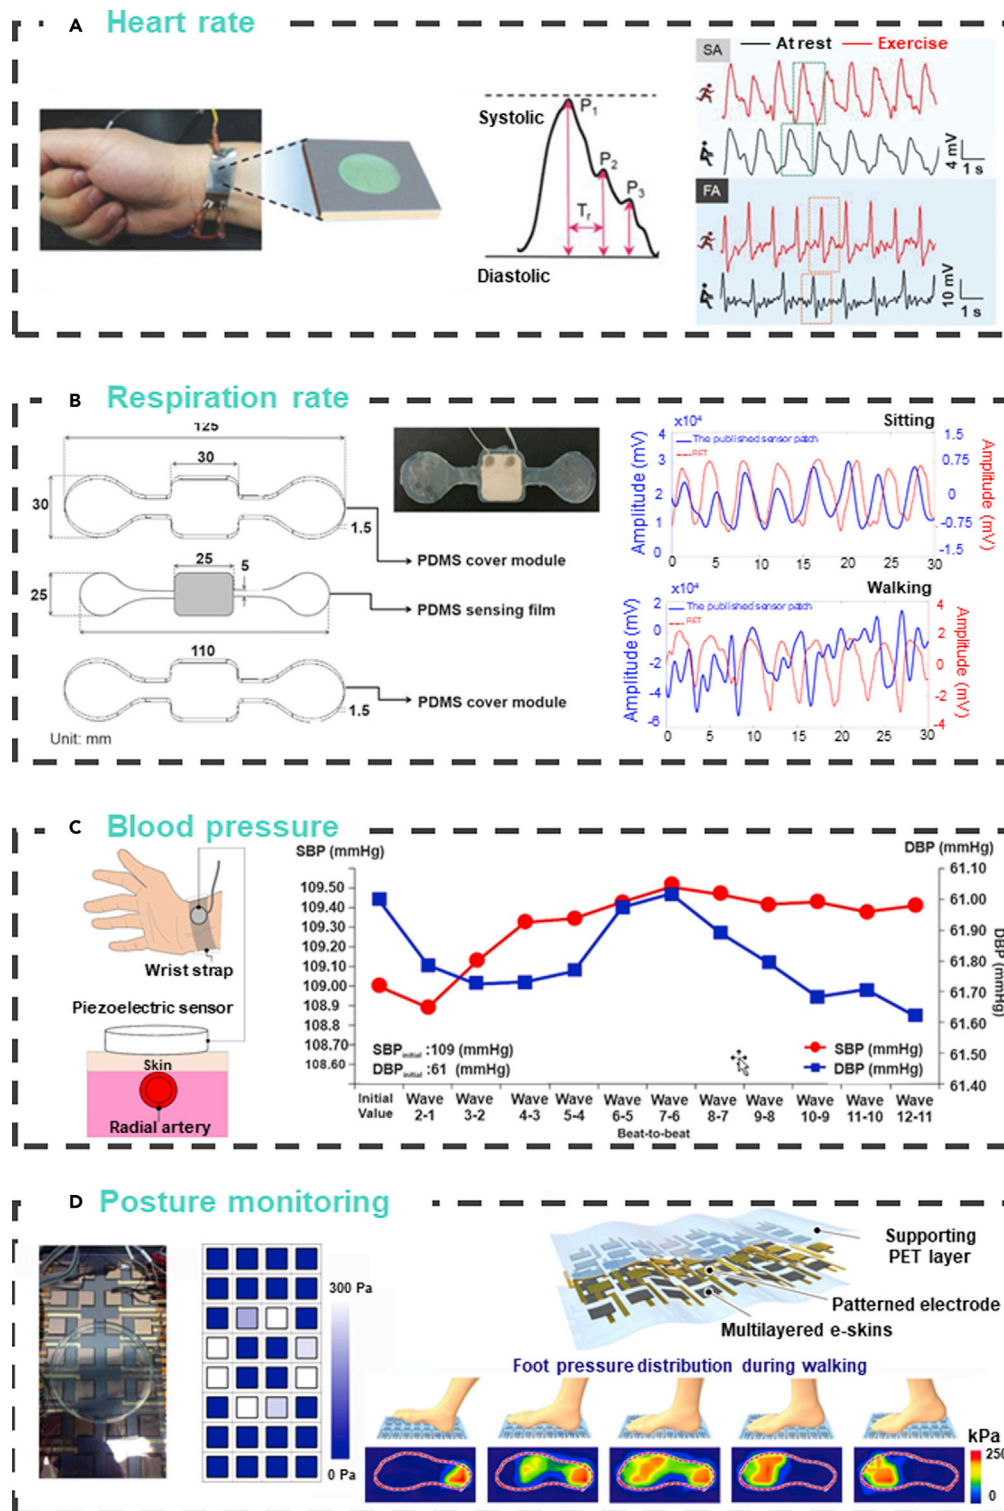 A Heart rate
Systolic
Diastolic
P1
P2
P3
Tr
SA
At rest
Exercise
4 mV
1 s
FA
10 mV
1 s
B Respiration rate
125
30
30
1.5
PDMS cover module
25
5
25
PDMS sensing film
110
1.5
PDMS cover module
Unit: mm
Sitting
x10⁴
The published sensor patch
RET
Amplitude (mV)
4
3
2
1
0
1.5
0.75
0
-0.75
-1.5
Amplitude (mV)
0 5 10 15 20 25 30
Walking
x10⁴
The published sensor patch
RET
Amplitude (mV)
2
0
-2
-4
-6
4
2
0
-2
-4
Amplitude (mV)
0 5 10 15 20 25 30
C Blood pressure
Wrist strap
Piezoelectric sensor
Skin
Radial artery
SBP (mmHg)
109.50
109.40
109.20
109.10
109.00
108.9
108.8
108.70
108.60
DBP (mmHg)
61.10
61.00
61.90
61.80
61.70
61.60
61.50
61.40
DBP (mmHg)
SBPinitial :109 (mmHg)
DBPinitial :61 (mmHg)
SBP (mmHg)
DBP (mmHg)
Initial Wave Wave Wave Wave Wave Wave Wave Wave Wave Wave Wave
Value 2-1 3-2 4-3 5-4 6-5 7-6 8-7 9-8 10-9 11-10 12-11
Beat-to-beat
D Posture monitoring
300 Pa
0 Pa
Supporting
PET layer
Patterned electrode
Multilayered e-skins
Foot pressure distribution during walking
kPa
250
0